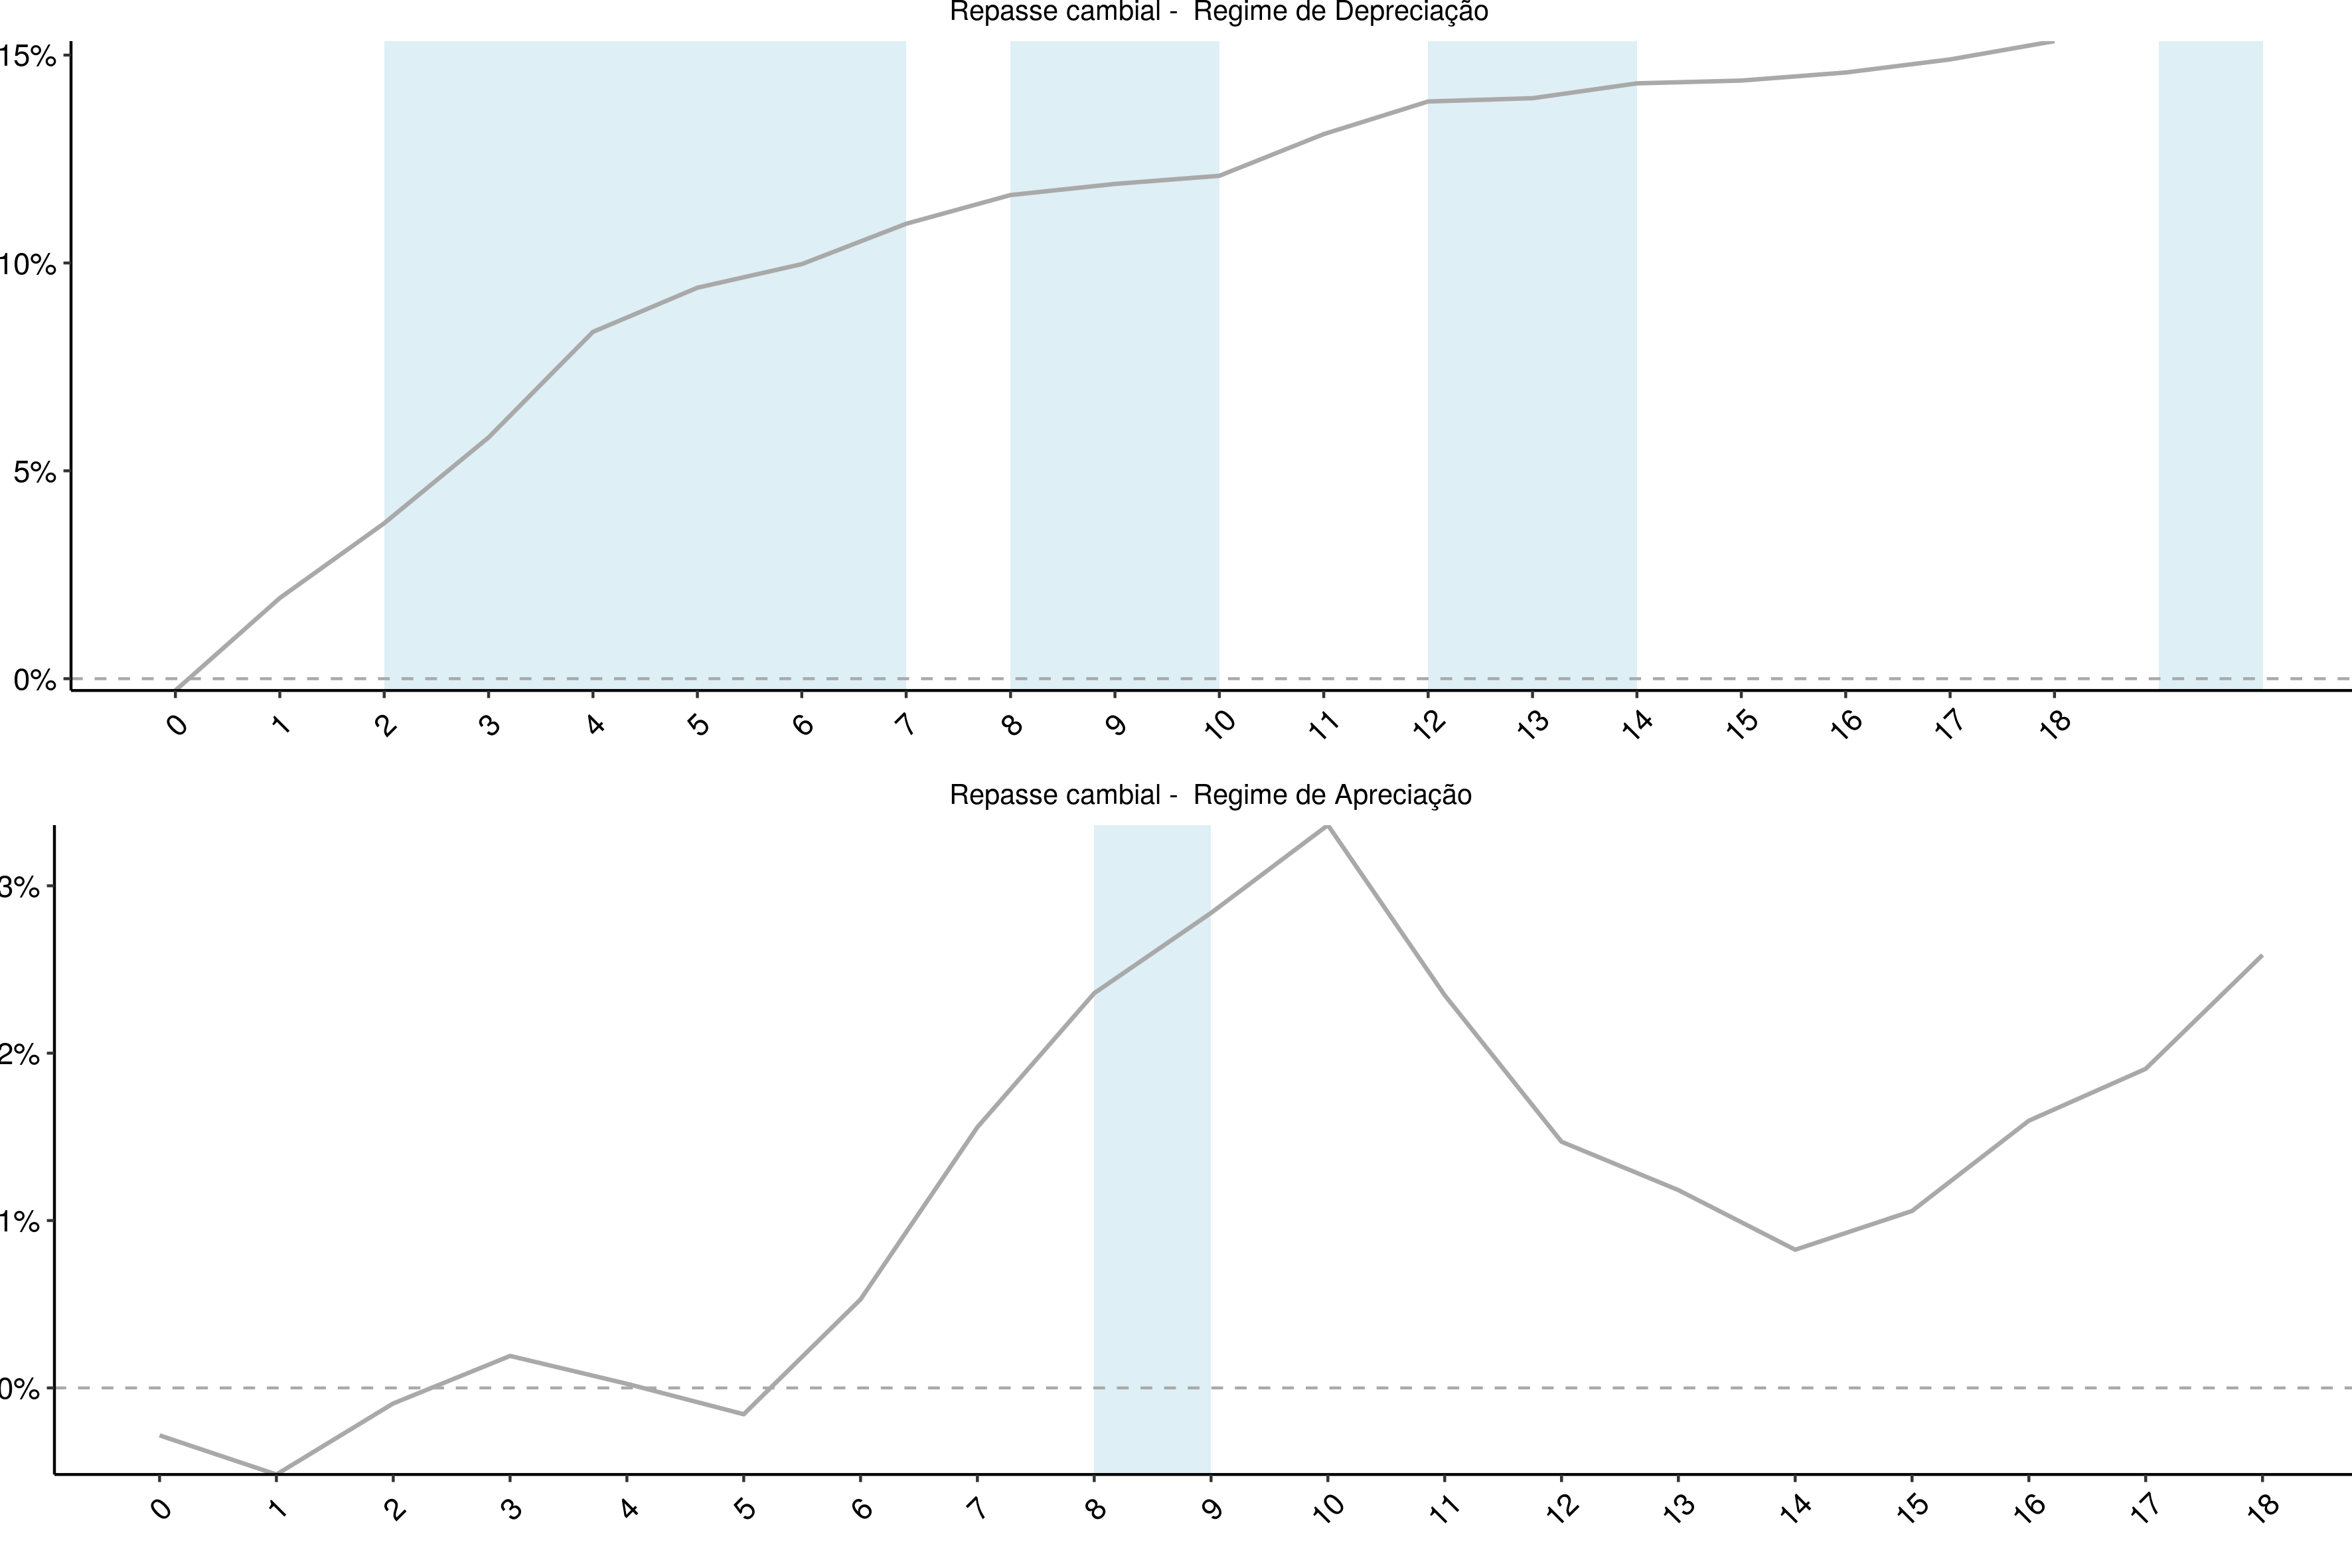 Repasse cambial -  Regime de Depreciação
15%
10%
5%
0%
0 1 2 3 4 5 6 7 8 9 10 11 12 13 14 15 16 17 18
Repasse cambial -  Regime de Apreciação
3%
2%
1%
0%
0 1 2 3 4 5 6 7 8 9 10 11 12 13 14 15 16 17 18